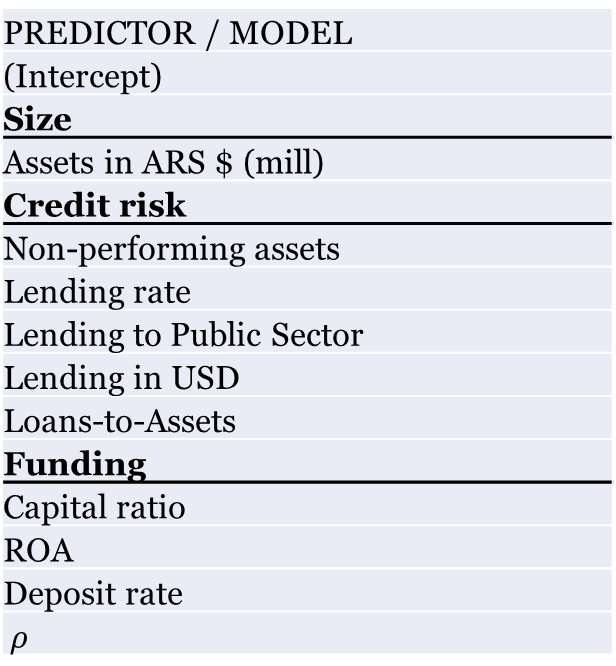 PREDICTOR / MODEL
(Intercept)
Size
Assets in ARS $ (mill)
Credit risk
Non-performing assets
Lending rate
Lending to Public Sector
Lending in USD
Loans-to-Assets
Funding
Capital ratio
ROA
Deposit rate
ρ